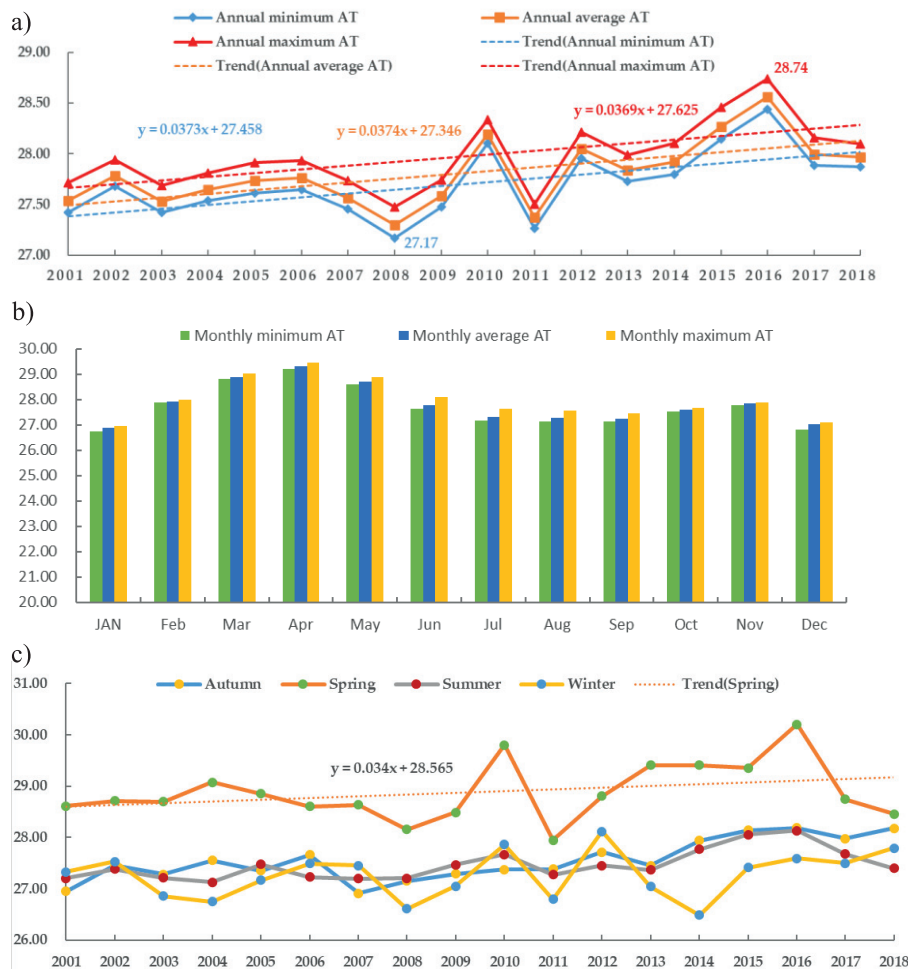 a)
Annual minimum AT Annual average AT
Annual maximum AT Trend(Annual minimum AT)
Trend(Annual average AT) Trend(Annual maximum AT)
29.00
28.50
28.00
27.50
27.00
28.74
y = 0.0373x + 27.458 y = 0.0374x + 27.346 y = 0.0369x + 27.625
27.17
2001 2002 2003 2004 2005 2006 2007 2008 2009 2010 2011 2012 2013 2014 2015 2016 2017 2018
b)
Monthly minimum AT Monthly average AT Monthly maximum AT
30.00
29.00
28.00
27.00
26.00
25.00
24.00
23.00
22.00
21.00
20.00
JAN Feb Mar Apr May Jun Jul Aug Sep Oct Nov Dec
c)
Autumn Spring Summer Winter Trend(Spring)
31.00
30.00
29.00
28.00
27.00
26.00
y = 0.034x + 28.565
2001 2002 2003 2004 2005 2006 2007 2008 2009 2010 2011 2012 2013 2014 2015 2016 2017 2018